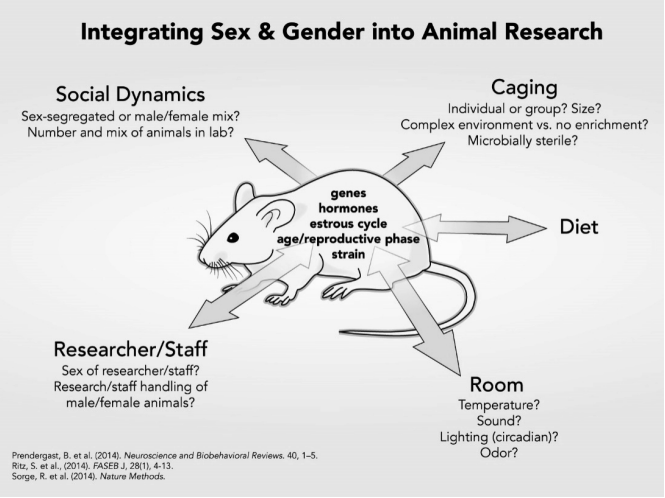 Integrating Sex & Gender into Animal Research
Social Dynamics
Sex-segregated or male/female mix?
Number and mix of animals in lab?
Caging
Individual or group? Size?
Complex environment vs. no enrichment?
Microbially sterile?
genes
hormones
estrous cycle
age/reproductive phase
strain
Diet
Researcher/Staff
Sex of researcher/staff?
Research/staff handling of
male/female animals?
Room
Temperature?
Sound?
Lighting (circadian)?
Odor?
Prendergast, B. et al. (2014). Neuroscience and Biobehavioral Reviews. 40, 1–5.
Ritz, S. et al., (2014). FASEB J, 28(1), 4-13.
Sorge, R. et al. (2014). Nature Methods.